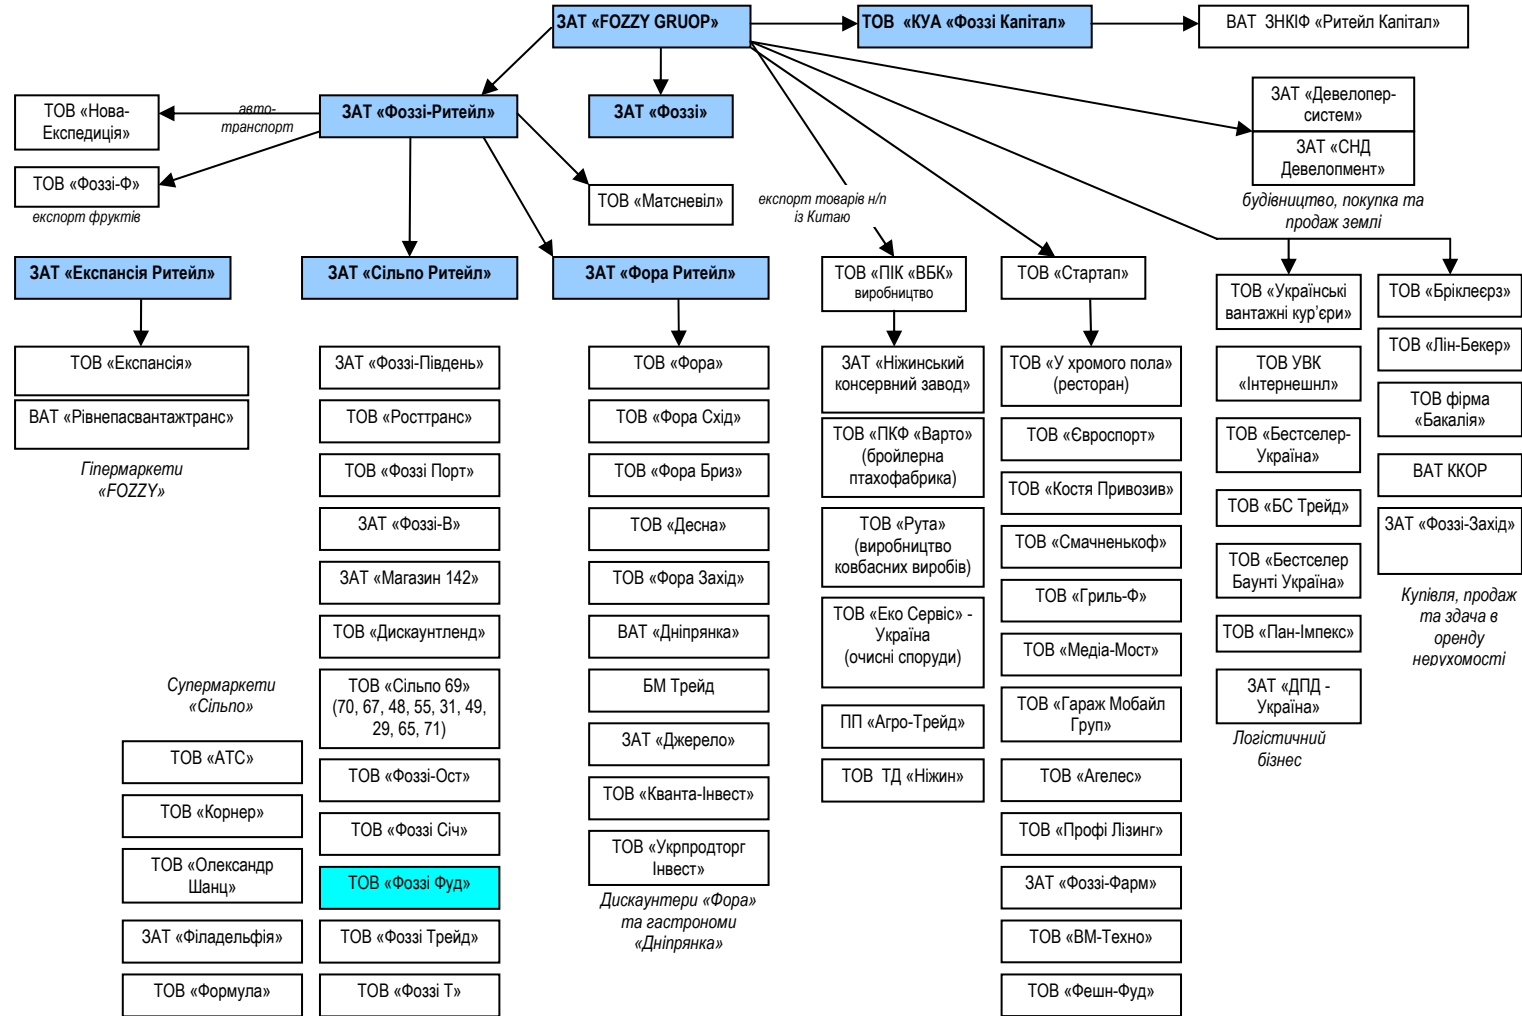 ЗАТ «FOZZY GRUOP»
ТОВ «КУА «Фоззі Капітал»
ВАТ ЗНКІФ «Ритейл Капітал»
ТОВ «Нова-
Експедиція»
авто-
транспорт
ЗАТ «Фоззі-Ритейл»
ЗАТ «Фоззі»
ЗАТ «Девелопер-
систем»
ЗАТ «СНД
Девелопмент»
будівництво, покупка та
продаж землі
ТОВ «Фоззі-Ф»
експорт фруктів
ТОВ «Матсневіл»
експорт товарів н/п
із Китаю
ЗАТ «Експансія Ритейл»
ЗАТ «Сільпо Ритейл»
ЗАТ «Фора Ритейл»
ТОВ «ПІК «ВБК»
виробництво
ТОВ «Стартап»
ТОВ «Українські
вантажні кур’єри»
ТОВ «Бріклеєрз»
ТОВ «Експансія»
ВАТ «Рівнепасвантажтранс»
Гіпермаркети
«FOZZY»
ЗАТ «Фоззі-Південь»
ТОВ «Росттранс»
ТОВ «Фоззі Порт»
ЗАТ «Фоззі-В»
ЗАТ «Магазин 142»
ТОВ «Дискаунтленд»
ТОВ «Сільпо 69»
(70, 67, 48, 55, 31, 49,
29, 65, 71)
ТОВ «Фоззі-Ост»
ТОВ «Фоззі Січ»
ТОВ «Фоззі Фуд»
ТОВ «Фоззі Трейд»
ТОВ «Фоззі Т»
Супермаркети
«Сільпо»
ТОВ «АТС»
ТОВ «Корнер»
ТОВ «Олександр
Шанц»
ЗАТ «Філадельфія»
ТОВ «Формула»
ТОВ «Фора»
ТОВ «Фора Схід»
ТОВ «Фора Бриз»
ТОВ «Десна»
ТОВ «Фора Захід»
ВАТ «Дніпрянка»
БМ Трейд
ЗАТ «Джерело»
ТОВ «Кванта-Інвест»
ТОВ «Укрпродторг
Інвест»
Дискаунтери «Фора»
та гастрономи
«Дніпрянка»
ЗАТ «Ніжинський
консервний завод»
ТОВ «ПКФ «Варто»
(бройлерна
птахофабрика)
ТОВ «Рута»
(виробництво
ковбасних виробів)
ТОВ «Еко Сервіс» -
Україна
(очисні споруди)
ПП «Агро-Трейд»
ТОВ ТД «Ніжин»
ТОВ «У хромого пола»
(ресторан)
ТОВ «Євроспорт»
ТОВ «Костя Привозив»
ТОВ «Смачненькоф»
ТОВ «Гриль-Ф»
ТОВ «Медіа-Мост»
ТОВ «Гараж Мобайл
Груп»
ТОВ «Агелес»
ТОВ «Профі Лізинг»
ЗАТ «Фоззі-Фарм»
ТОВ «ВМ-Техно»
ТОВ «Фешн-Фуд»
ТОВ УВК
«Інтернешнл»
ТОВ «Бестселер-
Україна»
ТОВ «БС Трейд»
ТОВ «Бестселер
Баунті Україна»
ТОВ «Пан-Імпекс»
ЗАТ «ДПД -
Україна»
Логістичний
бізнес
ТОВ «Лін-Бекер»
ТОВ фірма
«Бакалія»
ВАТ ККОР
ЗАТ «Фоззі-Захід»
Купівля, продаж
та здача в
оренду
нерухомості